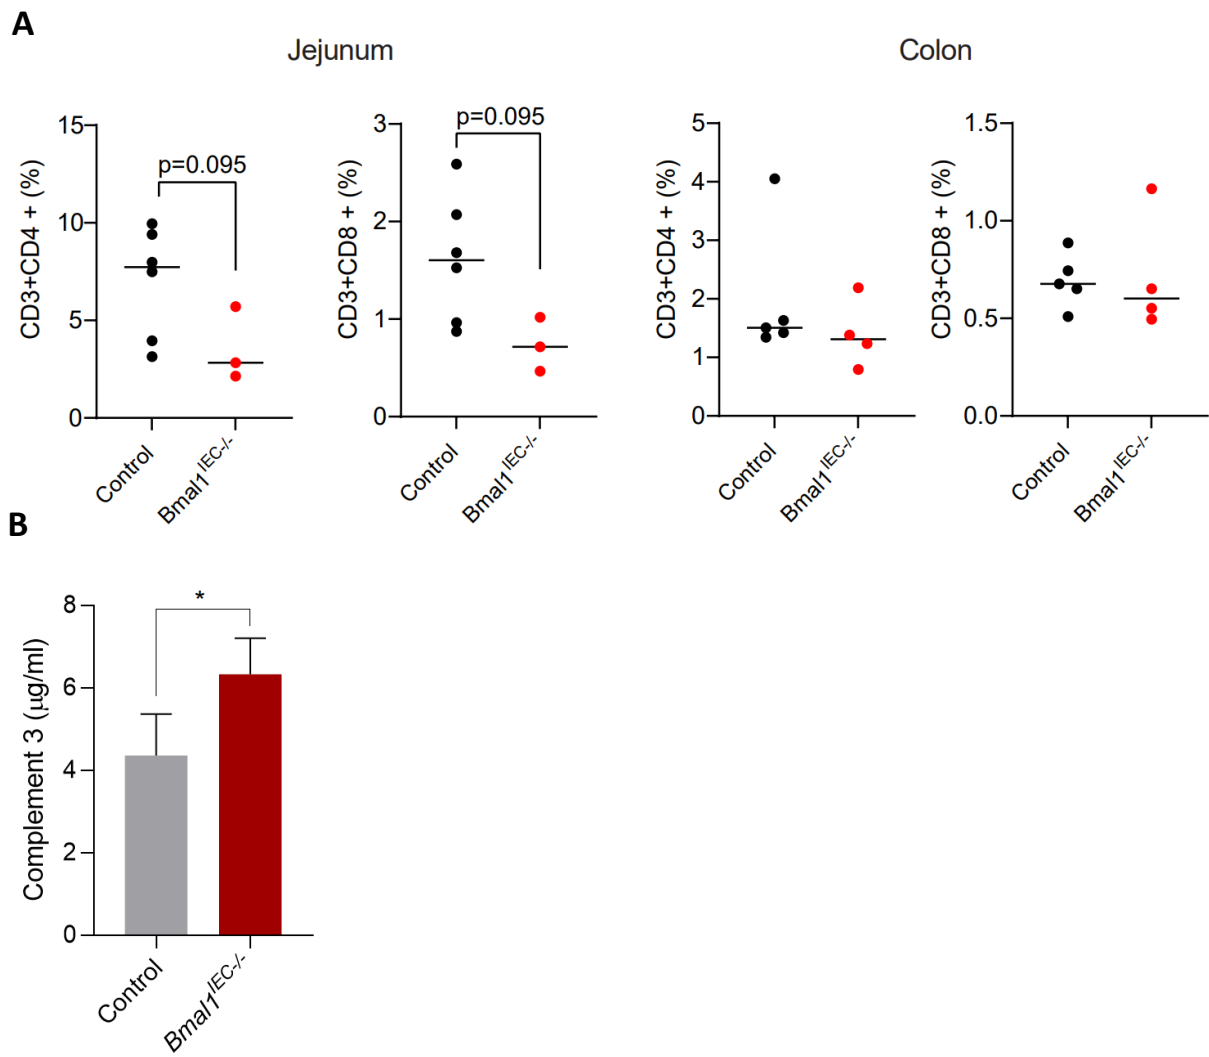 A
Jejunum
Colon
CD3+CD4 + (%)
15
10
5
0
p=0.095
Control
Bmal1^IEC-/-
CD3+CD8 + (%)
3
2
1
0
p=0.095
Control
Bmal1^IEC-/-
CD3+CD4 + (%)
5
4
3
2
1
0
Control
Bmal1^IEC-/-
CD3+CD8 + (%)
1.5
1.0
0.5
0.0
Control
Bmal1^IEC-/-
B
Complement 3 (µg/ml)
8
6
4
2
0
*
Control
Bmal1^IEC-/-